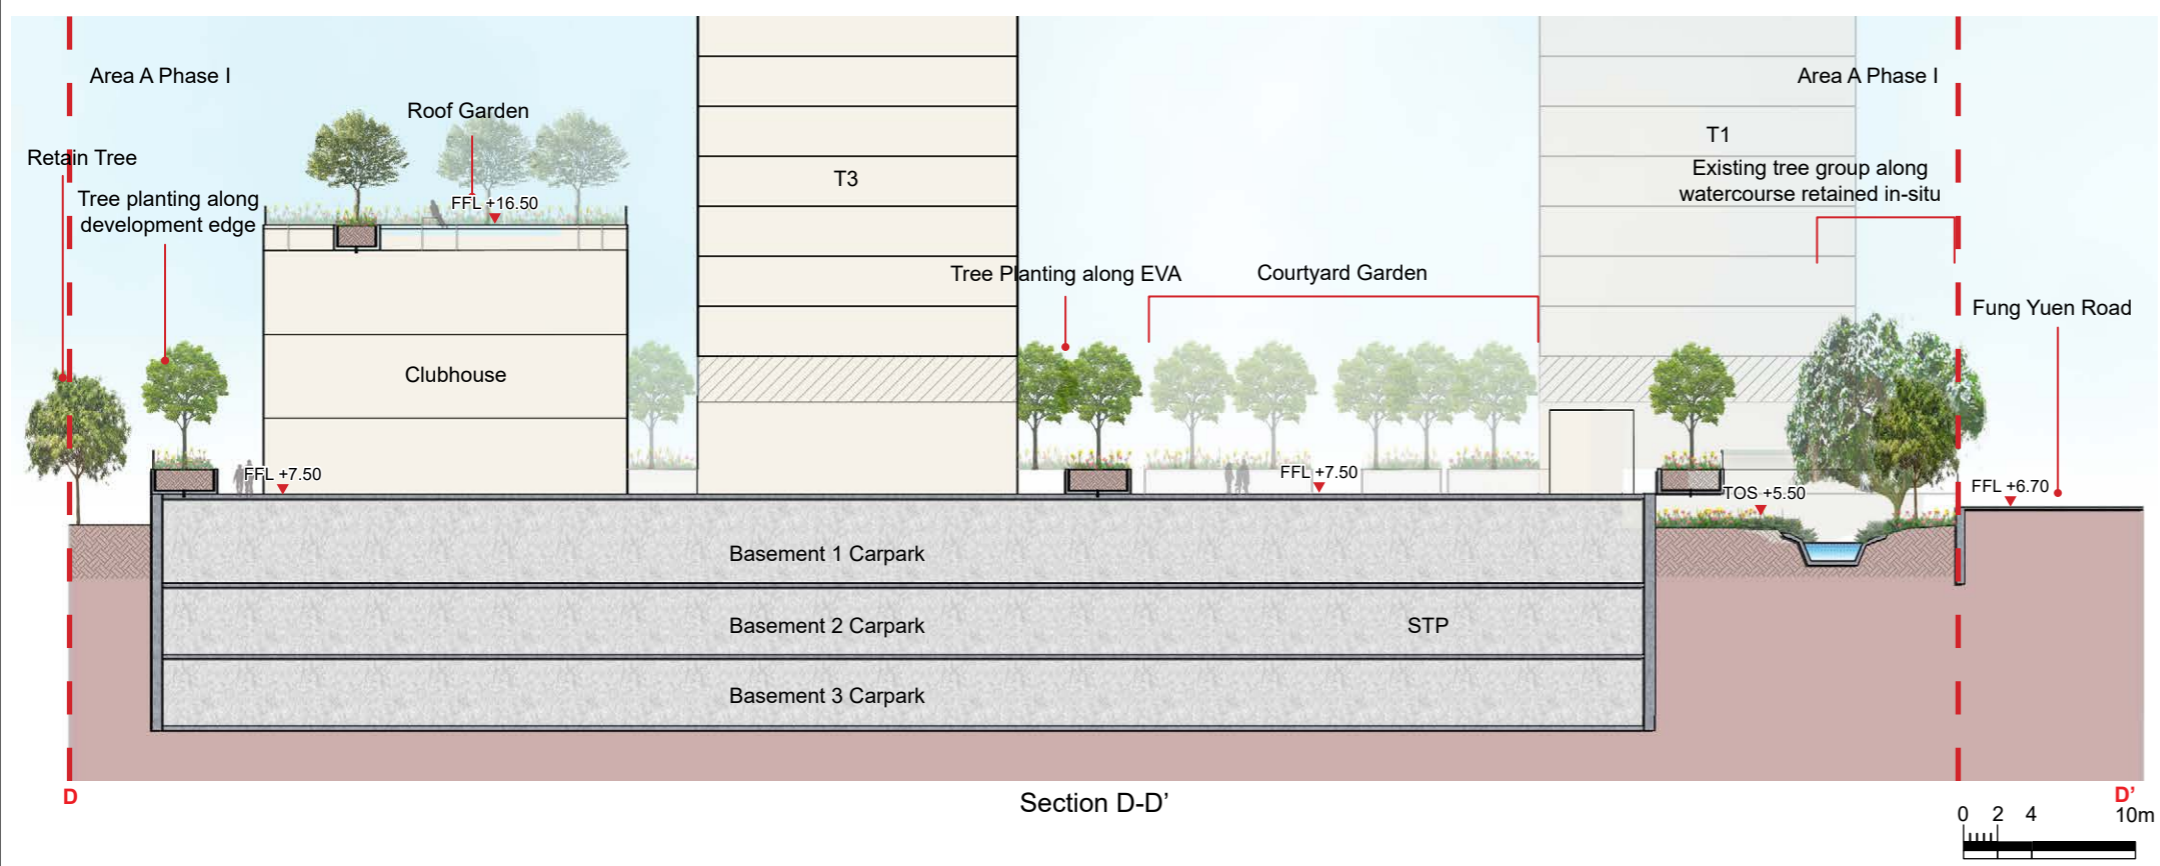 Area A Phase I
Area A Phase I
Roof Garden
T1
Retain Tree
Existing tree group along
watercourse retained in-situ
T3
Tree planting along
development edge
FFL +16.50
Tree Planting along EVA
Courtyard Garden
Fung Yuen Road
Clubhouse
FFL +7.50
FFL +7.50
FFL +6.70
TOS +5.50
Basement 1 Carpark
Basement 2 Carpark
STP
Basement 3 Carpark
D
D’
Section D-D’
0 2 4 10m